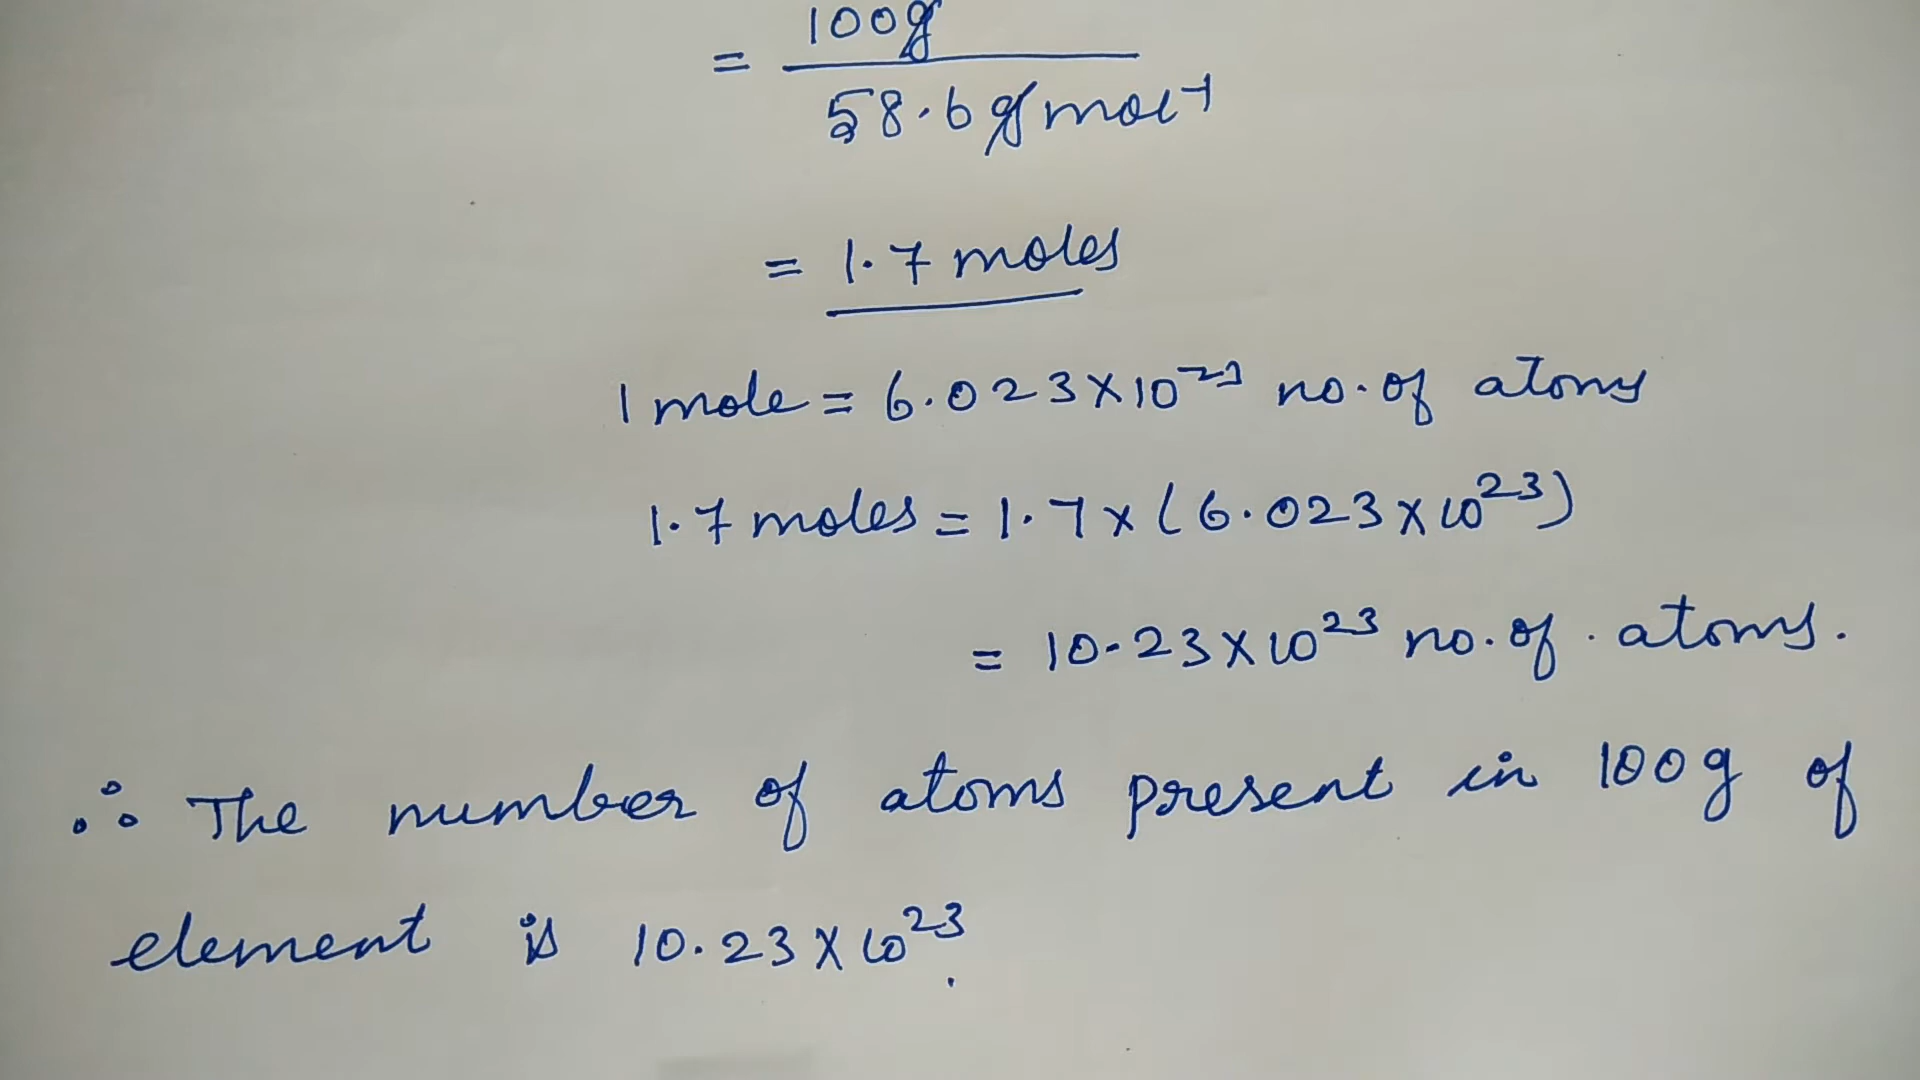 = 100g
58.6 g mol⁻¹
= 1.7 moles
1 mole = 6.023 X 10²³ no. of atoms
1.7 moles = 1.7 x (6.023 x 10²³)
= 10.23 X 10²³ no. of. atoms.
∴ The number of atoms present in 100g of
element is 10.23 X 10²³.